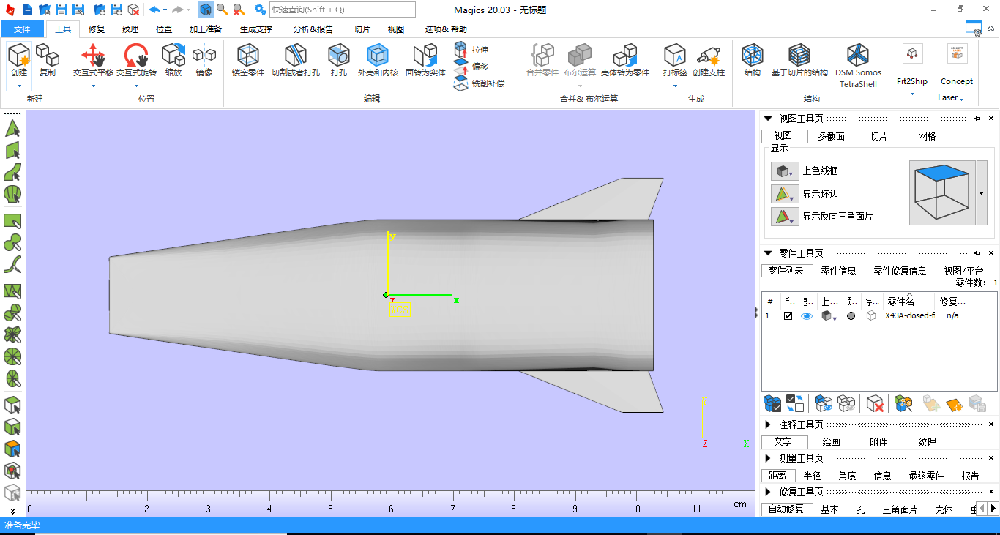 Magics 20.03 - 无标题
快速查询(Shift + Q)
文件 工具 修复 纹理 位置 加工准备 生成支撑 分析&报告 切片 视图 选项& 帮助
创建 复制 交互式平移 交互式旋转 缩放 镜像 镂空零件 切割或者打孔 打孔 外壳和内核 面转为实体 拉伸 偏移 铣削补偿 合并零件 布尔运算 壳体转为零件 打标签 创建支柱 结构 基于切片的结构 DSM Somos TetraShell Fit2Ship Concept Laser
新建 位置 编辑 合并& 布尔运算 生成 结构
视图工具页
视图 多截面 切片 网格
显示
上色线框
显示坏边
显示反向三角面片
零件工具页
零件列表 零件信息 零件修复信息 视图/平台
零件数: 1
# 上... 零件名 修复...
1 X43A-closed-f n/a
y
z x
WCS
Y
Z X
注释工具页
文字 绘画 附件 纹理
测量工具页
距离 半径 角度 信息 最终零件 报告
修复工具页
自动修复 基本 孔 三角面片 壳体
0 1 2 3 4 5 6 7 8 9 10 11 cm
准备完毕